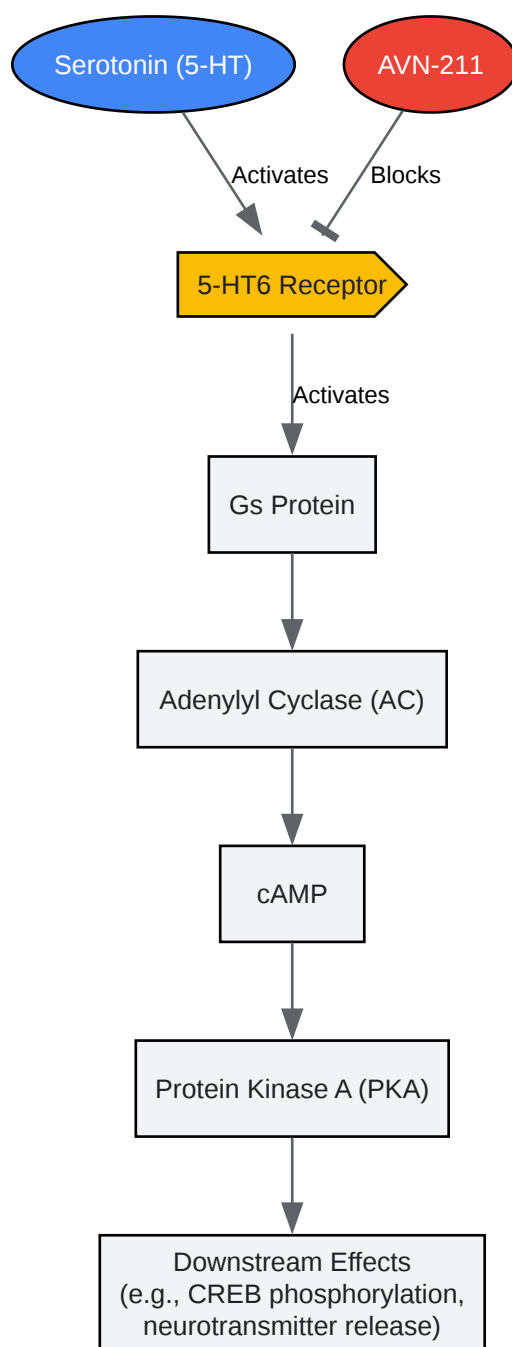 Serotonin (5-HT)
AVN-211
Activates
Blocks
5-HT6 Receptor
Activates
Gs Protein
Adenylyl Cyclase (AC)
cAMP
Protein Kinase A (PKA)
Downstream Effects
(e.g., CREB phosphorylation,
neurotransmitter release)